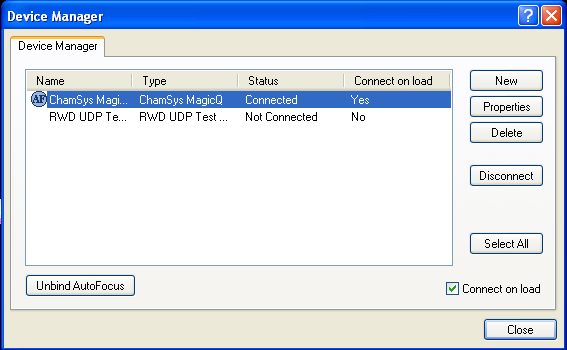 Device Manager
Device Manager
Name Type Status Connect on load
AF ChamSys Magi... ChamSys MagicQ Connected Yes
RWD UDP Te... RWD UDP Test ... Not Connected No
New
Properties
Delete
Disconnect
Select All
Unbind AutoFocus
Connect on load
Close